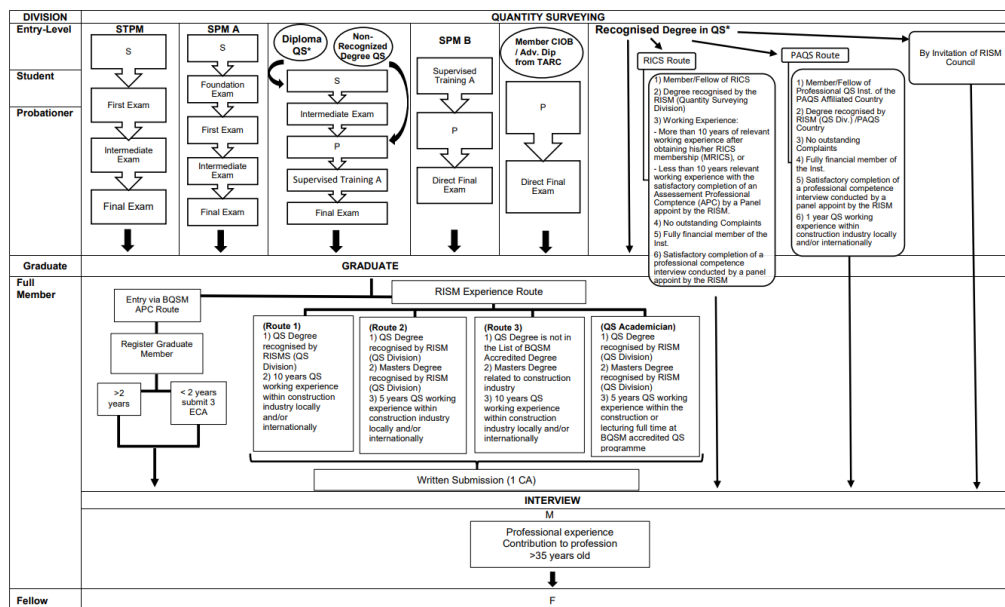 DIVISION
QUANTITY SURVEYING
Entry-Level
Student
Probationer
STPM
S
First Exam
Intermediate
Exam
Final Exam
SPM A
S
Foundation
Exam
First Exam
Intermediate
Exam
Final Exam
Diploma
QS*
Non-
Recognized
Degree QS
S
Intermediate Exam
P
Supervised Training A
Final Exam
SPM B
Supervised
Training A
P
Direct Final
Exam
Member CIOB
/ Adv. Dip
from TARC
P
Direct Final
Exam
Recognised Degree in QS*
RICS Route
1) Member/Fellow of RICS
2) Degree recognised by the
RISM (Quantity Surveying
Division)
3) Working Experience:
- More than 10 years of relevant
working experience after
obtaining his/her RICS
membership (MRICS), or
- Less than 10 years relevant
working experience with the
satisfactory completion of an
Assessement Professional
Comptence (APC) by a Panel
appoint by the RISM.
4) No outstanding Complaints
5) Fully financial member of the
Inst.
6) Satisfactory completion of a
professional competence
interview conducted by a panel
appoint by the RISM
PAQS Route
1) Member/Fellow of
Professional QS Inst. of the
PAQS Affiliated Country
2) Degree recognised by
RISM (QS Div.) /PAQS
Country
3) No outstanding
Complaints
4) Fully financial member of
the Inst.
5) Satisfactory completion of
a professional competence
interview conducted by a
panel appoint by the RISM
6) 1 year QS working
experience within
construction industry locally
and/or internationally
By Invitation of RISM
Council
Graduate
GRADUATE
Full
Member
Entry via BQSM
APC Route
Register Graduate
Member
>2
years
< 2 years
submit 3
ECA
RISM Experience Route
(Route 1)
1) QS Degree
recognised by
RISMS (QS
Division)
2) 10 years QS
working experience
within construction
industry locally
and/or
internationally
(Route 2)
1) QS Degree
recognised by RISM
(QS Division)
2) Masters Degree
recognised by RISM
(QS Division)
3) 5 years QS working
experience within
construction industry
locally and/or
internationally
(Route 3)
1) QS Degree is not in
the List of BQSM
Accredited Degree
2) Masters Degree
related to construction
industry
3) 10 years QS
working experience
within construction
industry locally and/or
internationally
(QS Academician)
1) QS Degree
recognised by RISM
(QS Division)
2) Masters Degree
recognised by RISM
(QS Division)
3) 5 years QS working
experience within the
construction or
lecturing full time at
BQSM accredited QS
programme
Written Submission (1 CA)
INTERVIEW
M
Professional experience
Contribution to profession
>35 years old
Fellow
F